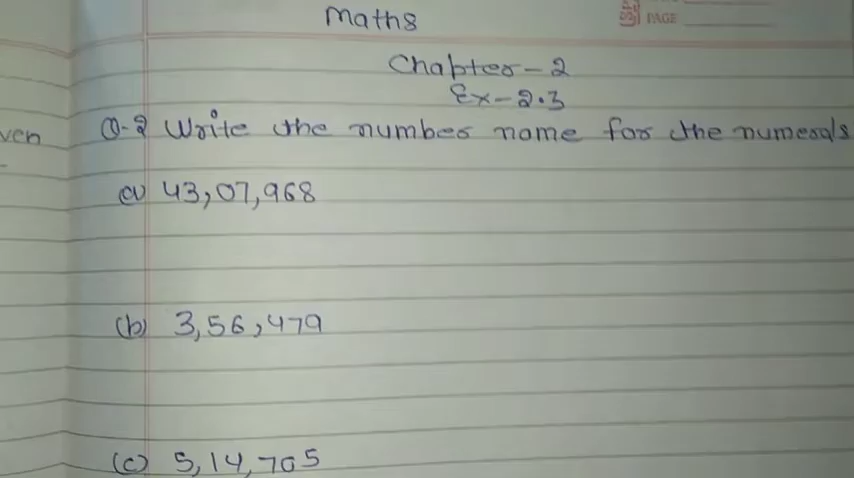 Maths
PAGE
Chapter-2
Ex-2.3
ven
Q-2 Write the number name for the numerals
(a) 43,07,968
(b) 3,56,479
(c) 5,14,705